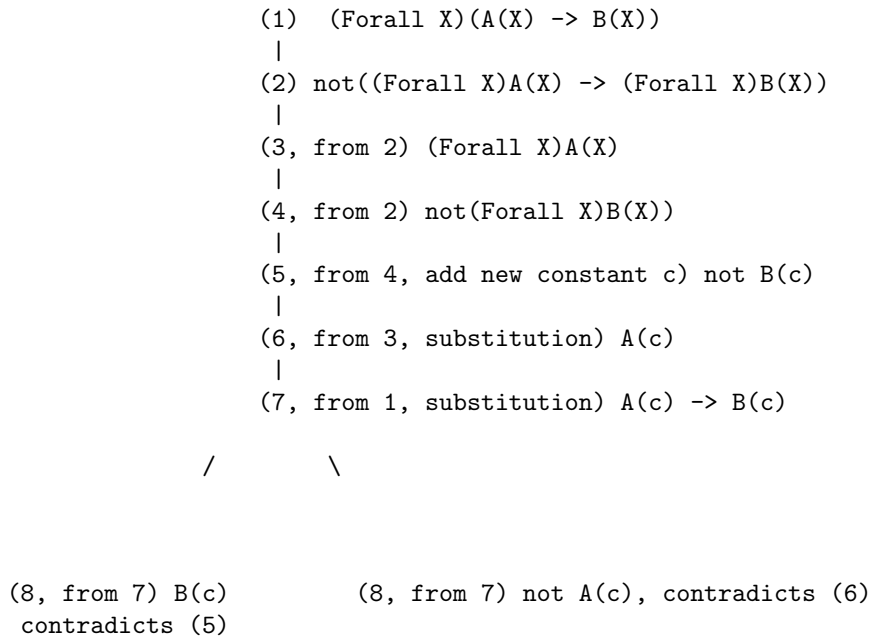 (1) (Forall X)(A(X) -> B(X))
|
(2) not((Forall X)A(X) -> (Forall X)B(X))
|
(3, from 2) (Forall X)A(X)
|
(4, from 2) not(Forall X)B(X))
|
(5, from 4, add new constant c) not B(c)
|
(6, from 3, substitution) A(c)
|
(7, from 1, substitution) A(c) -> B(c)
/ \
(8, from 7) B(c) (8, from 7) not A(c), contradicts (6)
contradicts (5)